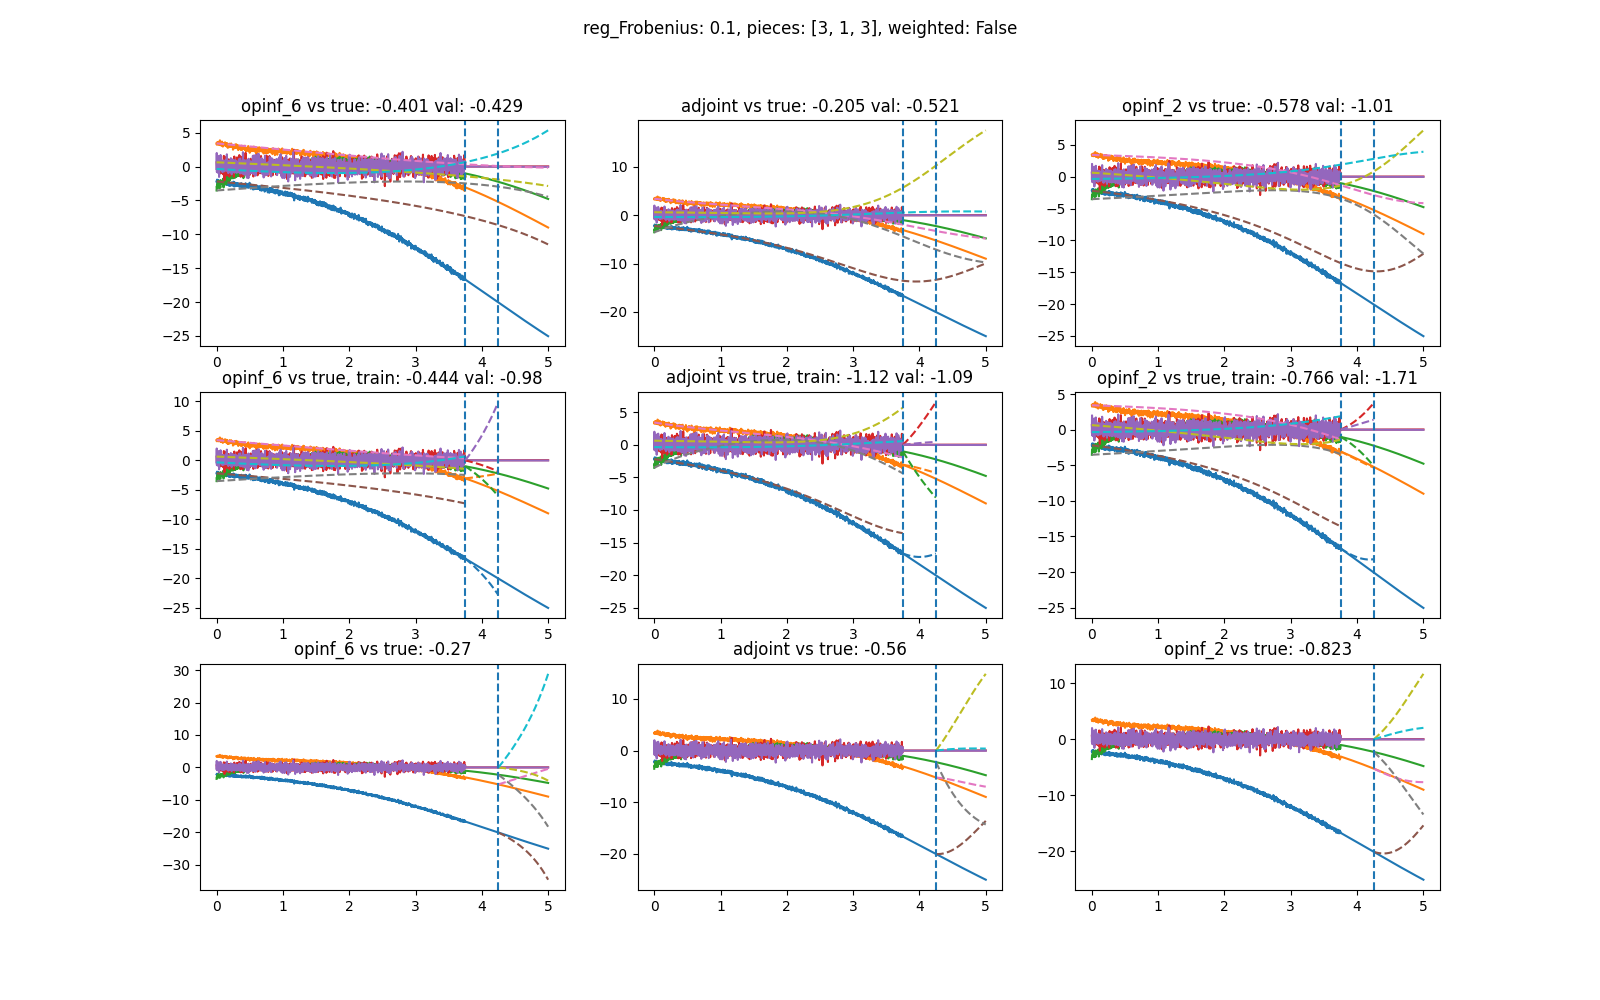 reg_Frobenius: 0.1, pieces: [3, 1, 3], weighted: False
opinf_6 vs true: -0.401 val: -0.429
adjoint vs true: -0.205 val: -0.521
opinf_2 vs true: -0.578 val: -1.01
5
0
−5
−10
−15
−20
−25
0 1 2 3 4 5
10
0
−10
−20
0 1 2 3 4 5
5
0
−5
−10
−15
−20
−25
0 1 2 3 4 5
opinf_6 vs true, train: -0.444 val: -0.98
adjoint vs true, train: -1.12 val: -1.09
opinf_2 vs true, train: -0.766 val: -1.71
10
5
0
−5
−10
−15
−20
−25
0 1 2 3 4 5
5
0
−5
−10
−15
−20
−25
0 1 2 3 4 5
5
0
−5
−10
−15
−20
−25
0 1 2 3 4 5
opinf_6 vs true: -0.27
adjoint vs true: -0.56
opinf_2 vs true: -0.823
30
20
10
0
−10
−20
−30
0 1 2 3 4 5
10
0
−10
−20
0 1 2 3 4 5
10
0
−10
−20
0 1 2 3 4 5